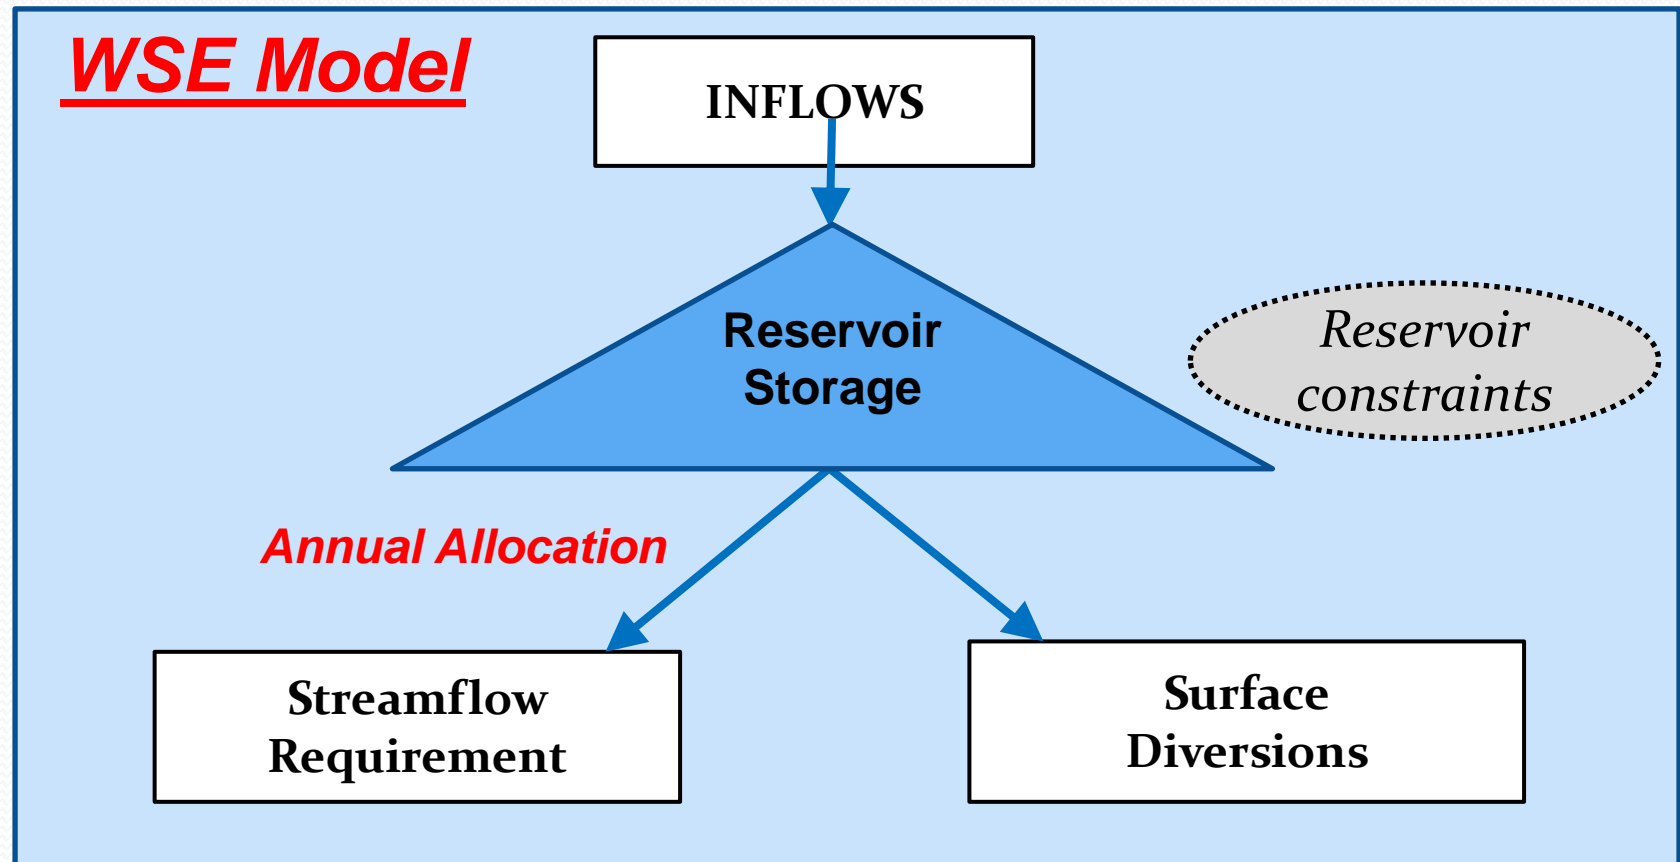 WSE Model
INFLOWS
Reservoir
Storage
Reservoir
constraints
Annual Allocation
Streamflow
Requirement
Surface
Diversions